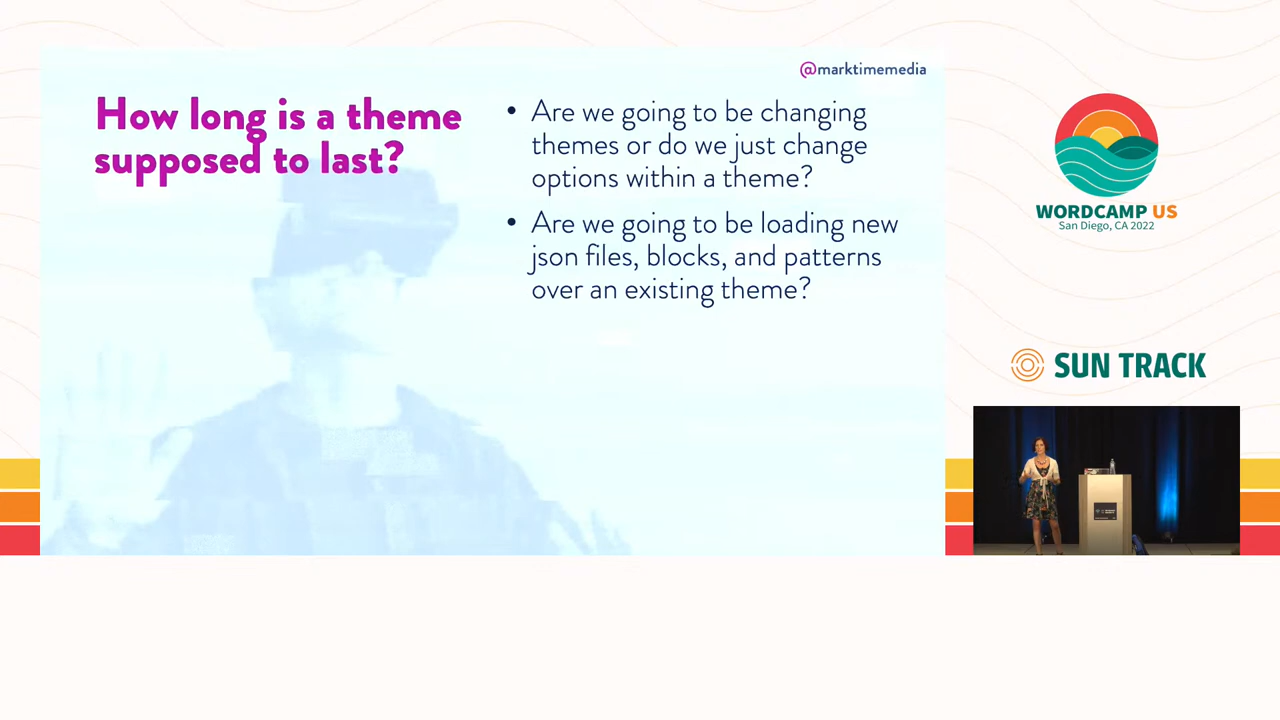 @marktimemedia
How long is a theme
supposed to last?
• Are we going to be changing
themes or do we just change
options within a theme?
• Are we going to be loading new
json files, blocks, and patterns
over an existing theme?
WORDCAMP US
San Diego, CA 2022
SUN TRACK